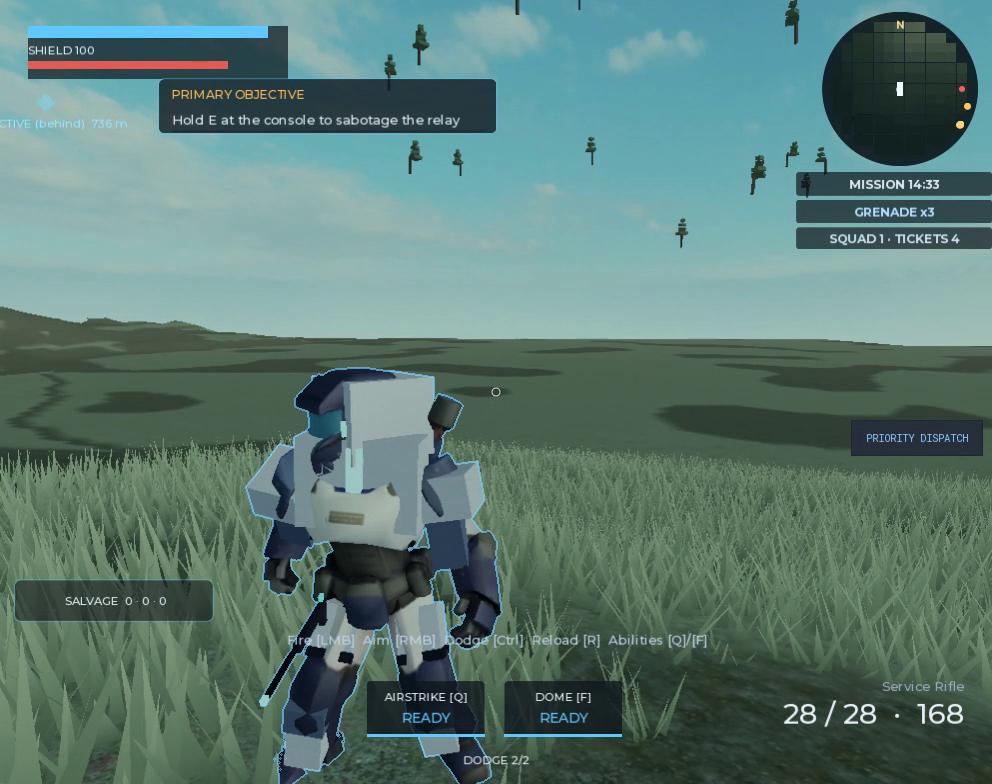 SHIELD 100
PRIMARY OBJECTIVE
Hold E at the console to sabotage the relay
CTIVE (behind) 736 m
N
MISSION 14:33
GRENADE x3
SQUAD 1 · TICKETS 4
PRIORITY DISPATCH
SALVAGE 0 · 0 · 0
Fire [LMB] Aim [RMB] Dodge [Ctrl] Reload [R] Abilities [Q]/[F]
AIRSTRIKE [Q]
READY
DOME [F]
READY
Service Rifle
28 / 28 · 168
DODGE 2/2